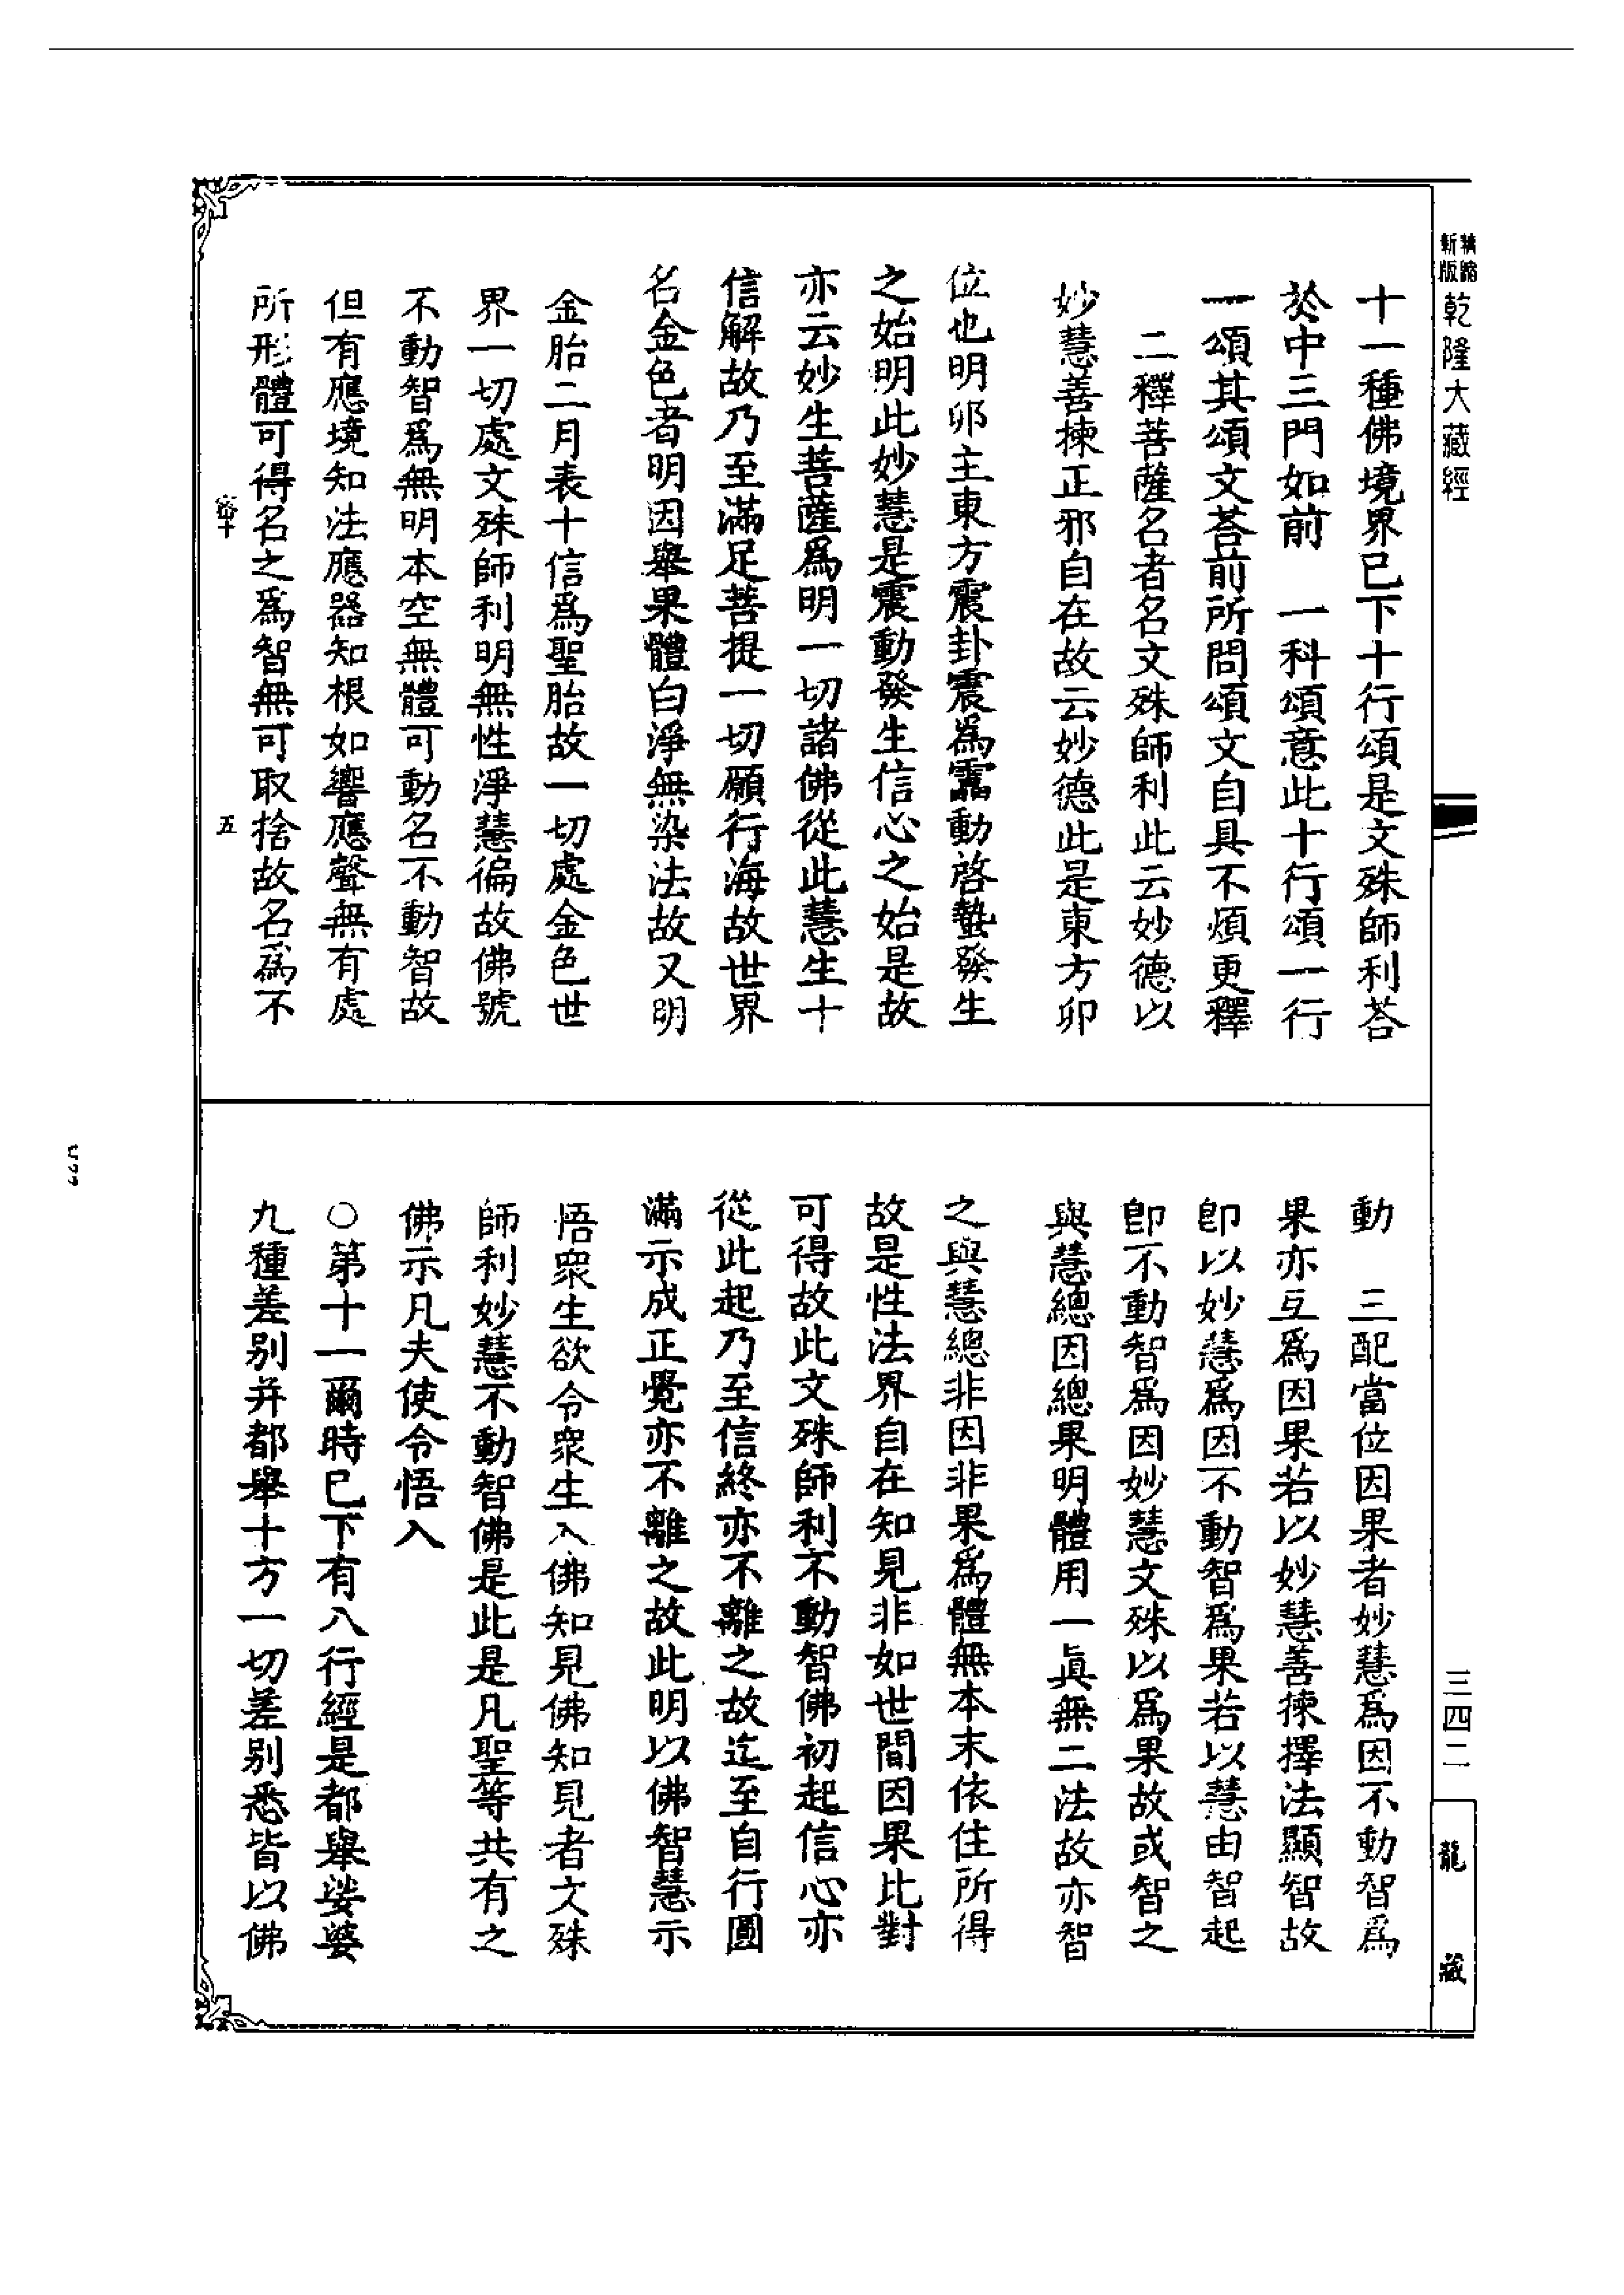 精縮新版乾隆大藏經
三四二
龍藏
十一種佛境界已下十行頌是文殊師利荅
於中三門如前　一科頌意此十行頌一行
一頌其頌文荅前所問頌文自具不煩更釋
二釋菩薩名者名文殊師利此云妙德以
妙慧善揀正邪自在故云妙德此是東方卯
位也明卯主東方震卦震爲靁動啓蟄發生
之始明此妙慧是震動發生信心之始是故
亦云妙生菩薩爲明一切諸佛從此慧生十
信解故乃至滿足菩提一切願行海故世界
名金色者明因舉果體白淨無染法故又明
金胎二月表十信爲聖胎故一切處金色世
界一切處文殊師利明無性淨慧徧故佛號
不動智爲無明本空無體可動名不動智故
但有應境知法應器知根如響應聲無有處
所形體可得名之爲智無可取捨故名爲不
五
動　三配當位因果者妙慧爲因不動智爲
果亦互爲因果若以妙慧善揀擇法顯智故
卽以妙慧爲因不動智爲果若以慧由智起
卽不動智爲因妙慧文殊以爲果故或智之
與慧總因總果明體用一眞無二法故亦智
之與慧總非因非果爲體無本末依住所得
故是性法界自在知見非如世間因果比對
可得故此文殊師利不動智佛初起信心亦
從此起乃至信終亦不離之故迄至自行圓
滿示成正覺亦不離之故此明以佛智慧示
悟衆生欲令衆生入佛知見佛知見者文殊
師利妙慧不動智佛是此是凡聖等共有之
佛示凡夫使令悟入
○第十一爾時已下有八行經是都舉娑婆
九種差别并都舉十方一切差别悉皆以佛